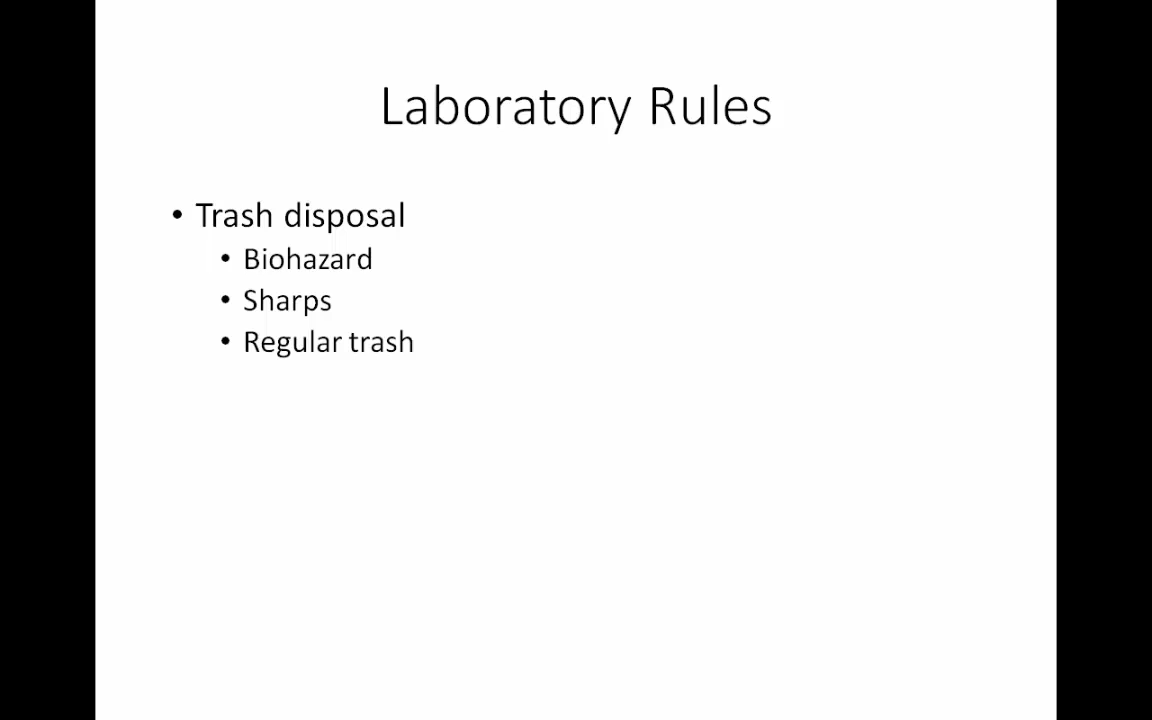 Laboratory Rules
• Trash disposal
• Biohazard
• Sharps
• Regular trash